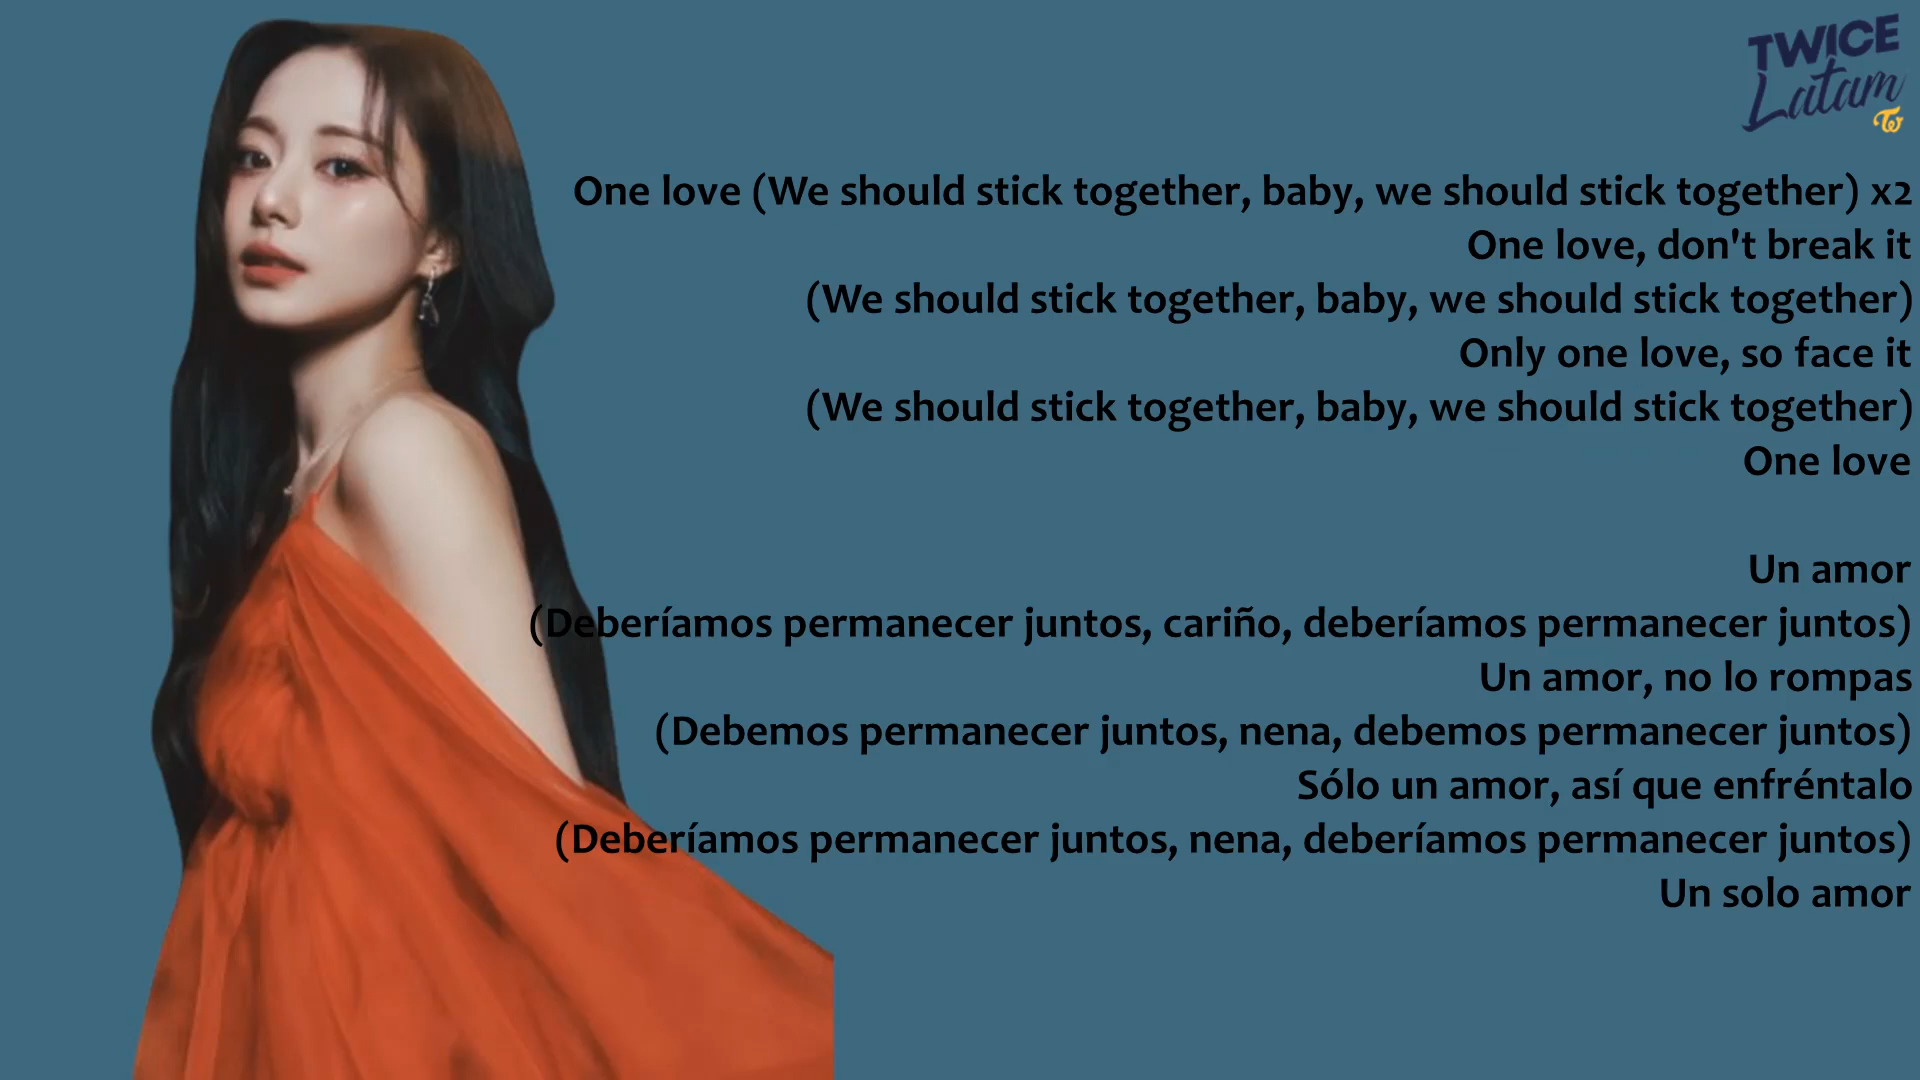 TWICE
Latam
One love (We should stick together, baby, we should stick together) x2
One love, don't break it
(We should stick together, baby, we should stick together)
Only one love, so face it
(We should stick together, baby, we should stick together)
One love
Un amor
(Deberíamos permanecer juntos, cariño, deberíamos permanecer juntos)
Un amor, no lo rompas
(Debemos permanecer juntos, nena, debemos permanecer juntos)
Sólo un amor, así que enfréntalo
(Deberíamos permanecer juntos, nena, deberíamos permanecer juntos)
Un solo amor